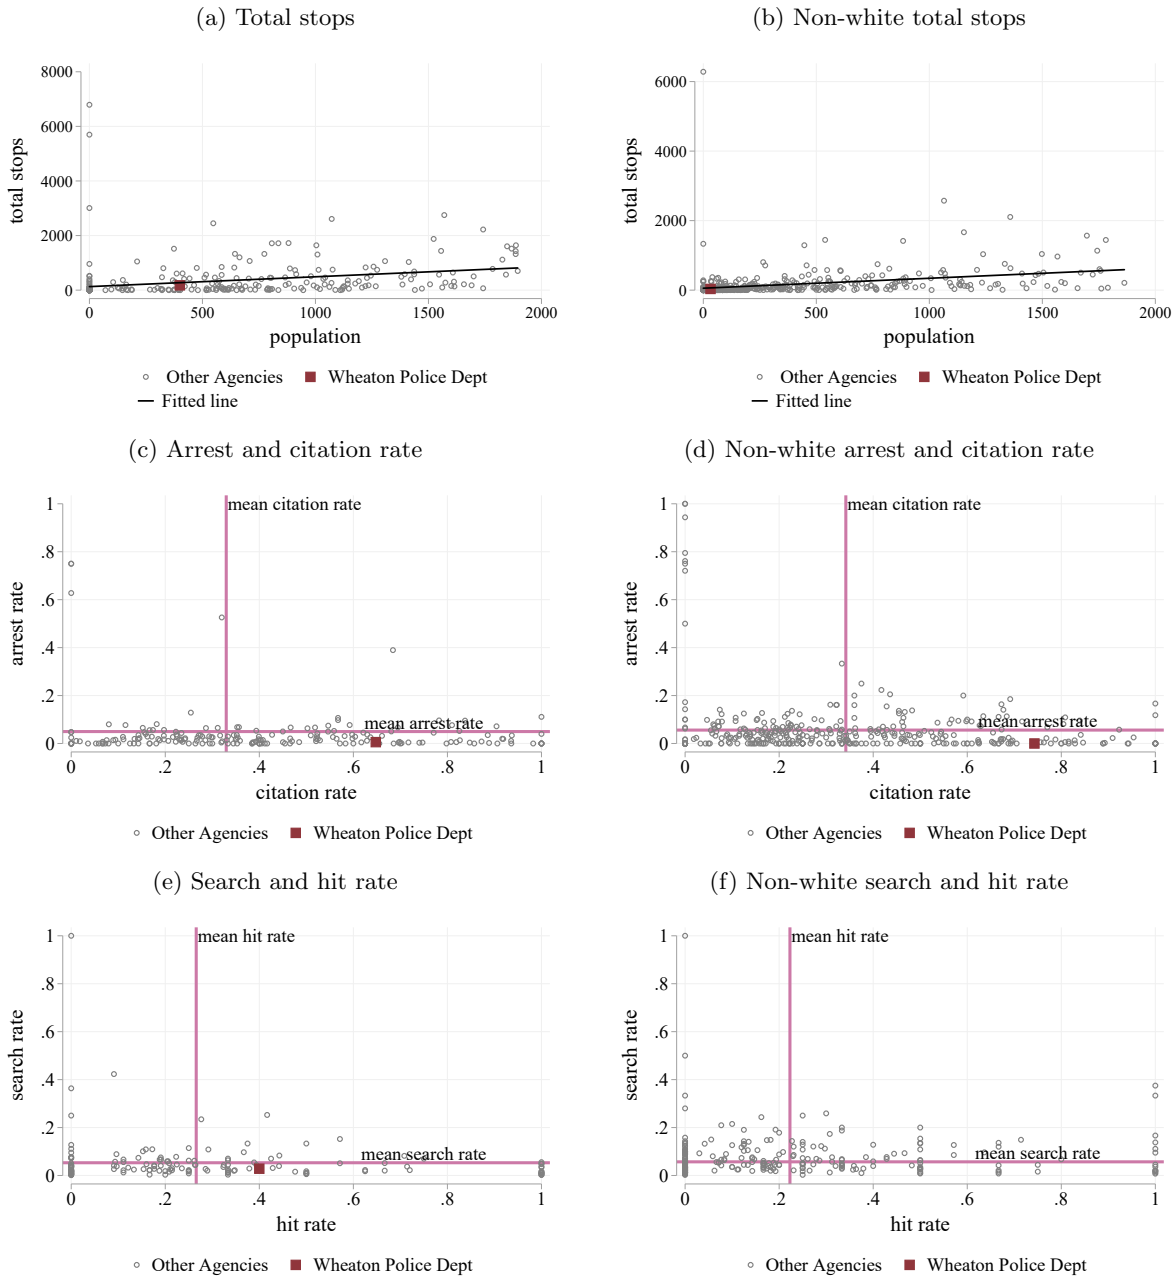 (a) Total stops
(b) Non-white total stops
8000
6000
4000
2000
0
total stops
0 500 1000 1500 2000
population
Other Agencies Wheaton Police Dept
Fitted line
6000
4000
2000
0
total stops
0 500 1000 1500 2000
population
Other Agencies Wheaton Police Dept
Fitted line
(c) Arrest and citation rate
(d) Non-white arrest and citation rate
1
.8
.6
.4
.2
0
arrest rate
mean citation rate
mean arrest rate
0 .2 .4 .6 .8 1
citation rate
Other Agencies Wheaton Police Dept
1
.8
.6
.4
.2
0
arrest rate
mean citation rate
mean arrest rate
0 .2 .4 .6 .8 1
citation rate
Other Agencies Wheaton Police Dept
(e) Search and hit rate
(f) Non-white search and hit rate
1
.8
.6
.4
.2
0
search rate
mean hit rate
mean search rate
0 .2 .4 .6 .8 1
hit rate
Other Agencies Wheaton Police Dept
1
.8
.6
.4
.2
0
search rate
mean hit rate
mean search rate
0 .2 .4 .6 .8 1
hit rate
Other Agencies Wheaton Police Dept